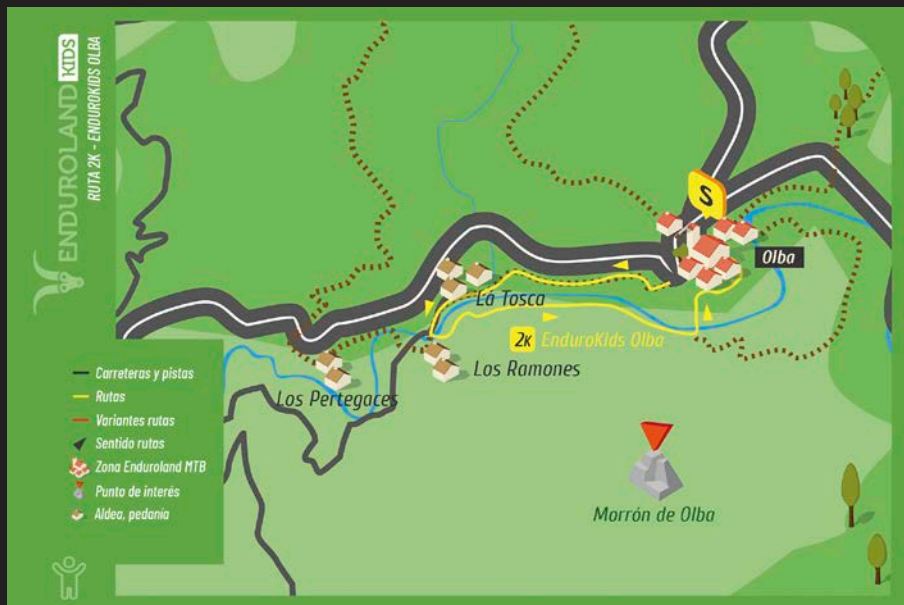 ENDUROLAND KIDS
RUTA 2K - ENDUROKIDS OLBA
S
Olba
La Tosca
2K EnduroKids Olba
Los Ramones
Los Pertegaces
Morrón de Olba
Carreteras y pistas
Rutas
Variantes rutas
Sentido rutas
Zona Enduroland MTB
Punto de interés
Aldea, pedanía